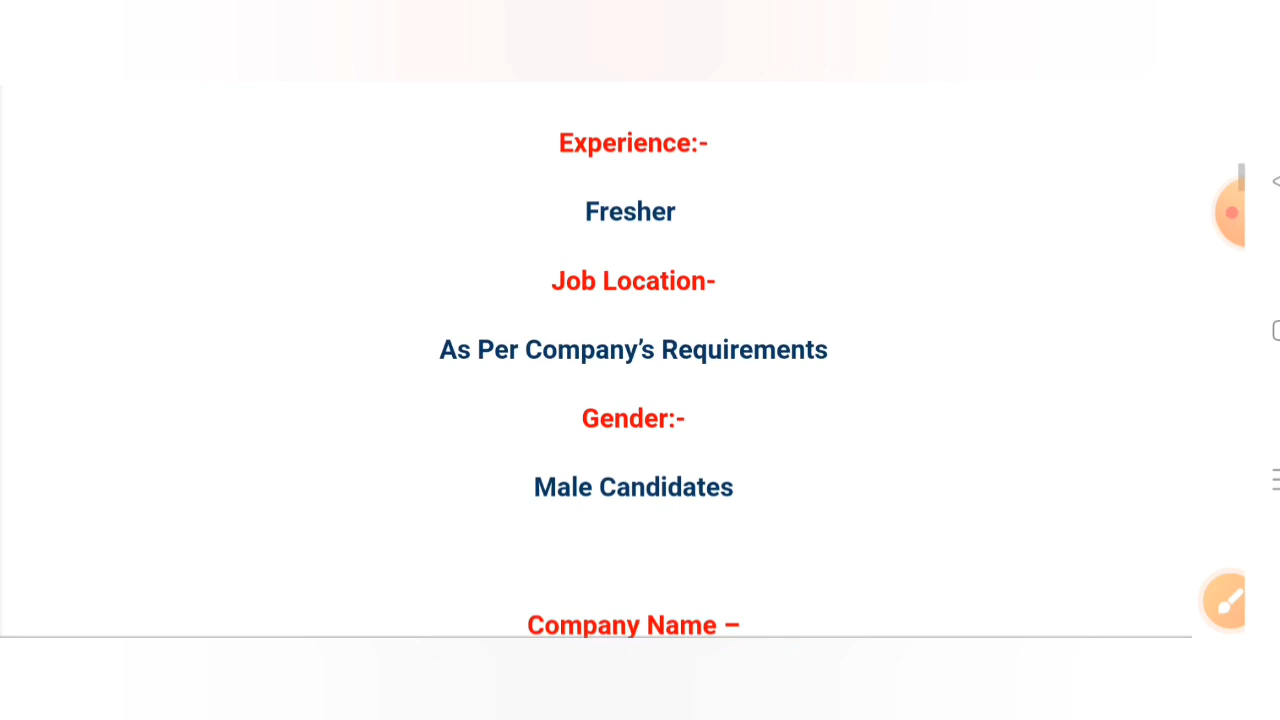 Experience:-
Fresher
Job Location-
As Per Company’s Requirements
Gender:-
Male Candidates
Company Name –